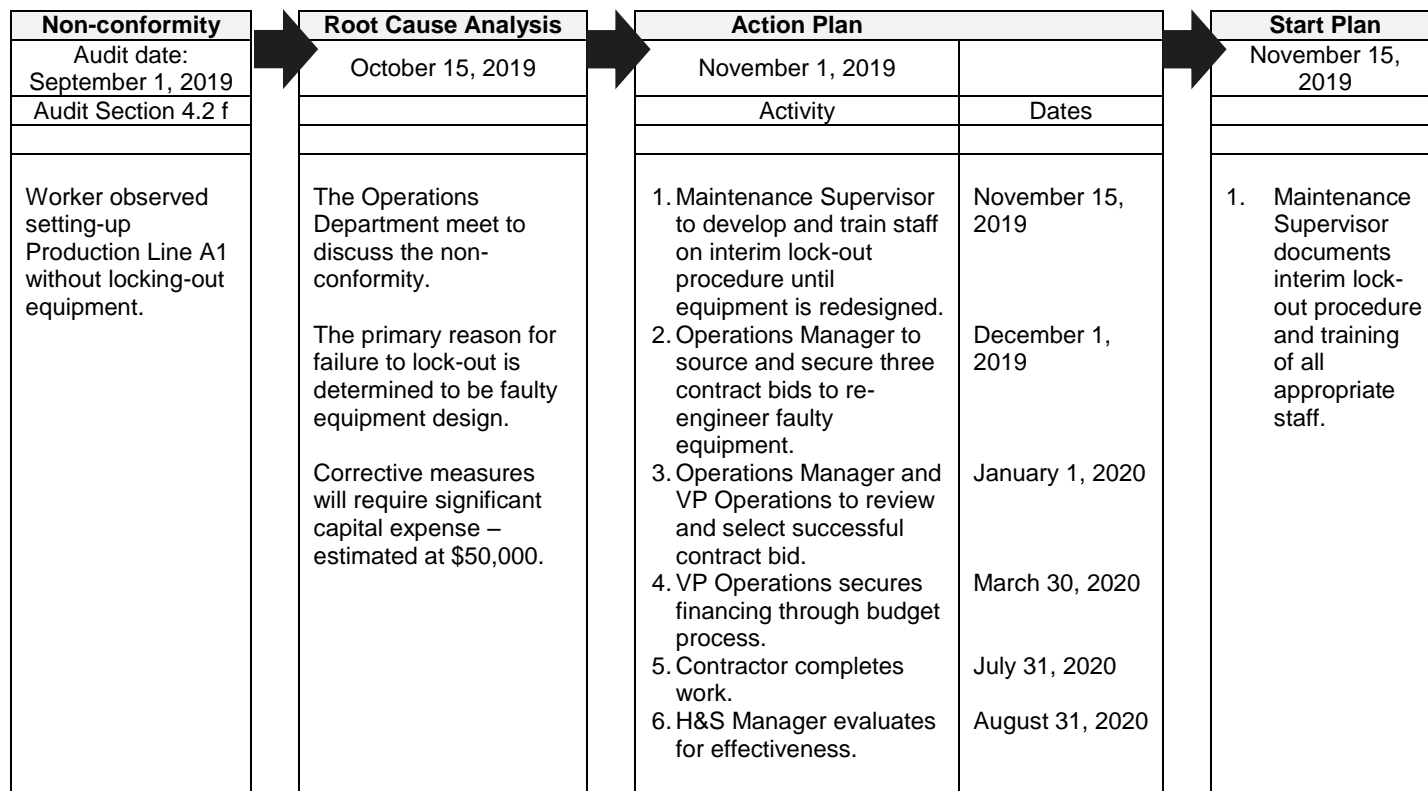 Non-conformity
Audit date:
September 1, 2019
Audit Section 4.2 f
Worker observed
setting-up
Production Line A1
without locking-out
equipment.
Root Cause Analysis
October 15, 2019
The Operations
Department meet to
discuss the non-
conformity.
The primary reason for
failure to lock-out is
determined to be faulty
equipment design.
Corrective measures
will require significant
capital expense –
estimated at $50,000.
Action Plan
November 1, 2019
Activity
Dates
1. Maintenance Supervisor
to develop and train staff
on interim lock-out
procedure until
equipment is redesigned.
November 15,
2019
2. Operations Manager to
source and secure three
contract bids to re-
engineer faulty
equipment.
December 1,
2019
3. Operations Manager and
VP Operations to review
and select successful
contract bid.
January 1, 2020
4. VP Operations secures
financing through budget
process.
March 30, 2020
5. Contractor completes
work.
July 31, 2020
6. H&S Manager evaluates
for effectiveness.
August 31, 2020
Start Plan
November 15,
2019
1. Maintenance
Supervisor
documents
interim lock-
out procedure
and training
of all
appropriate
staff.